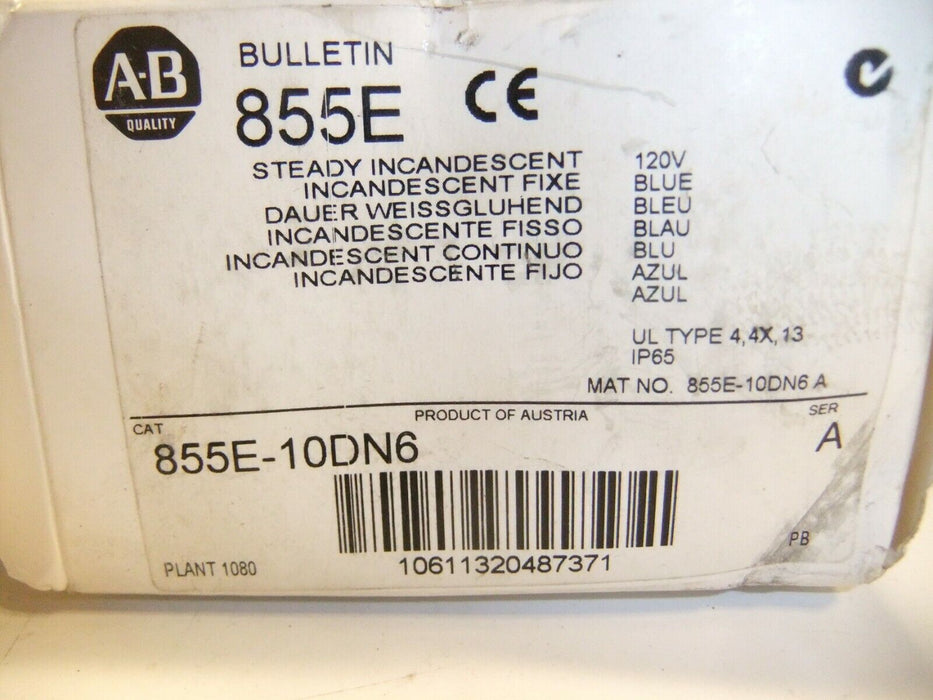 A-B
QUALITY
BULLETIN
855E
CE
STEADY INCANDESCENT 120V
INCANDESCENT FIXE BLUE
DAUER WEISSGLUHEND BLEU
INCANDESCENTE FISSO BLAU
INCANDESCENT CONTINUO BLU
INCANDESCENTE FIJO AZUL
AZUL
UL TYPE 4,4X,13
IP65
MAT NO. 855E-10DN6 A
PRODUCT OF AUSTRIA
CAT
855E-10DN6
SER
A
10611320487371
PLANT 1080
PB